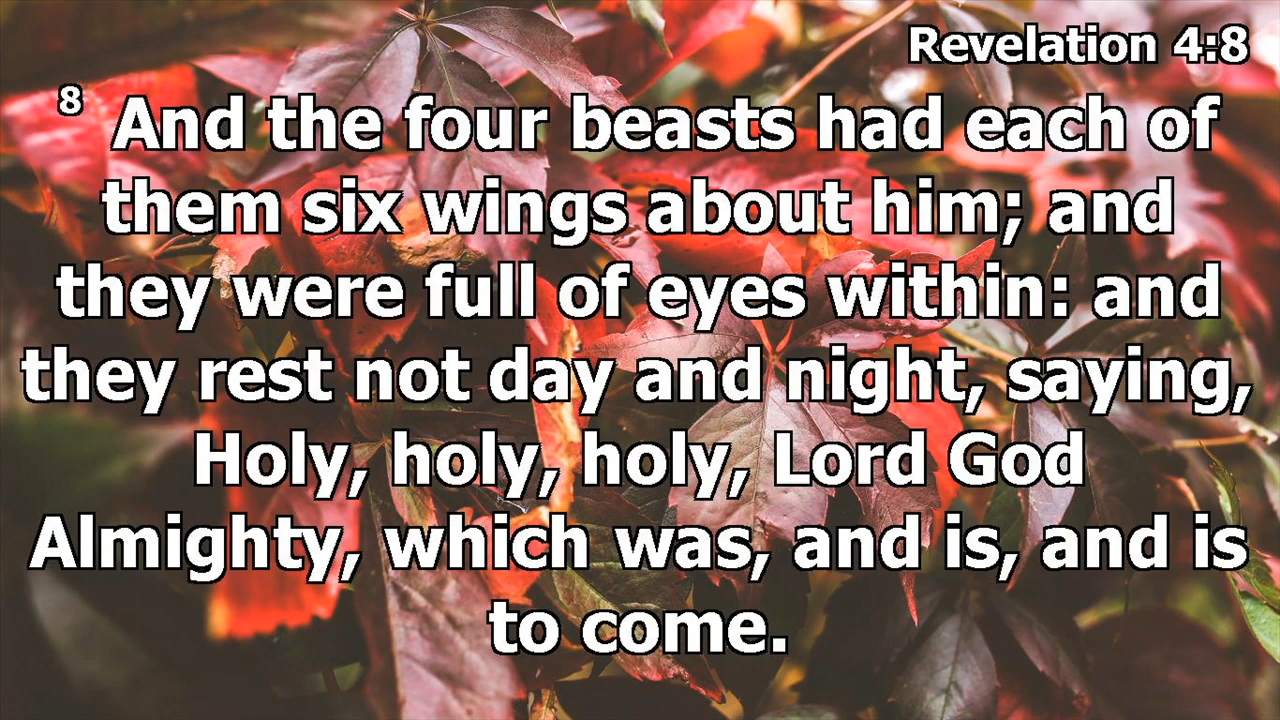 Revelation 4:8
8 And the four beasts had each of
them six wings about him; and
they were full of eyes within: and
they rest not day and night, saying,
Holy, holy, holy, Lord God
Almighty, which was, and is, and is
to come.